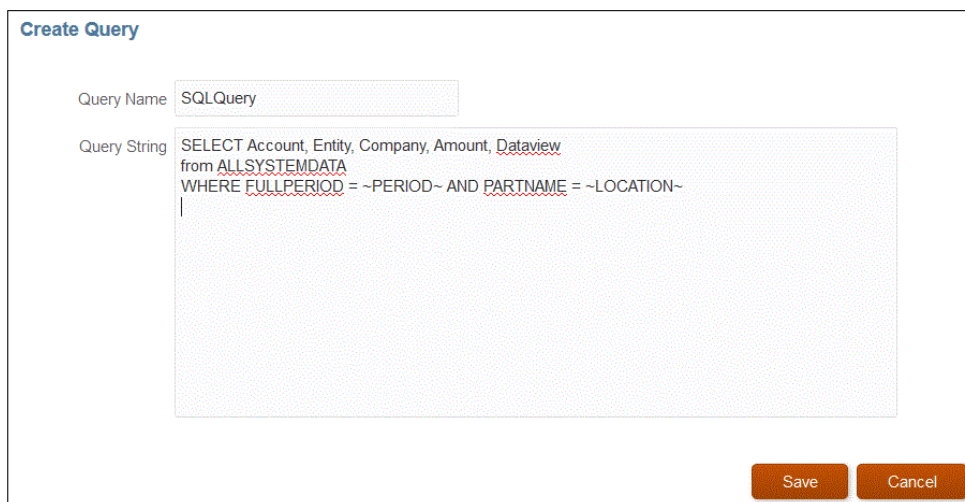 Create Query
Query Name SQLQuery
Query String SELECT Account, Entity, Company, Amount, Dataview
from ALLSYSTEMDATA
WHERE FULLPERIOD = ~PERIOD~ AND PARTNAME = ~LOCATION~
Save Cancel